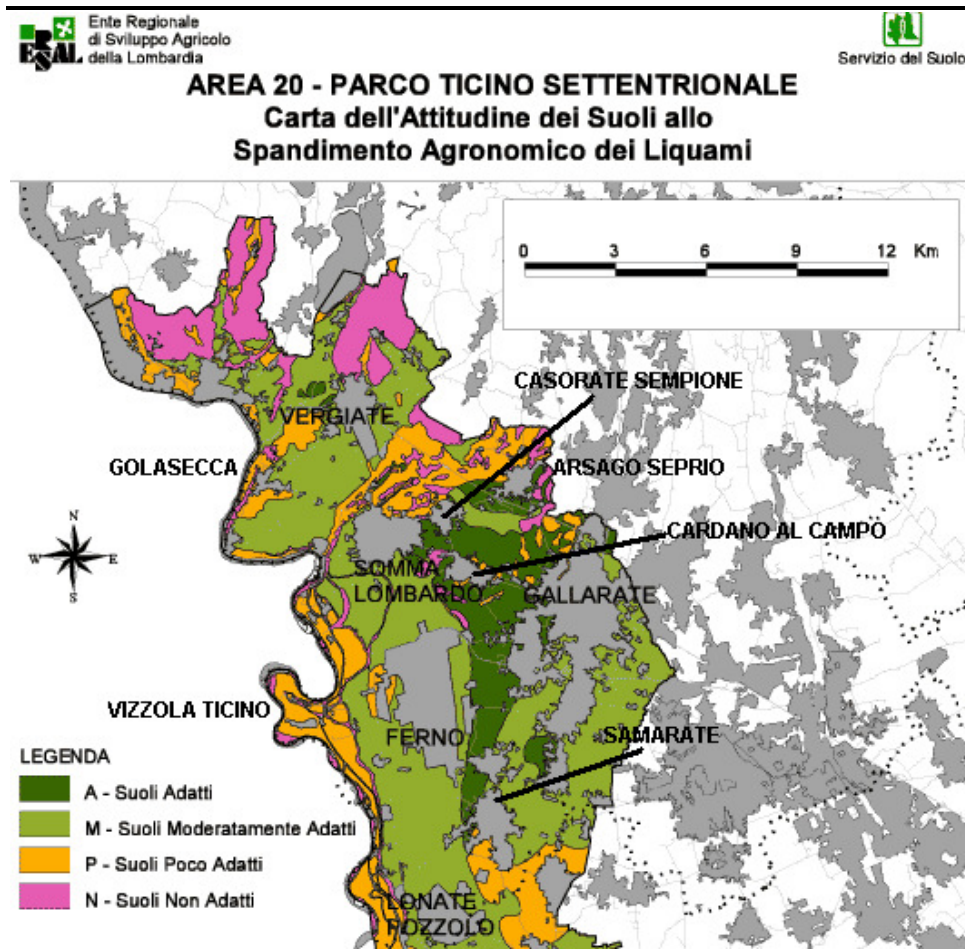 Ente Regionale
di Sviluppo Agricolo
della Lombardia
ERSAL
Servizio del Suolo
AREA 20 - PARCO TICINO SETTENTRIONALE
Carta dell'Attitudine dei Suoli allo
Spandimento Agronomico dei Liquami
0 3 6 9 12 Km
CASORATE SEMPIONE
VERGIATE
GOLASECCA
ARSAGO SEPRIO
N
W E
S
CARDANO AL CAMPO
SOMMA
LOMBARDO
GALLARATE
VIZZOLA TICINO
FERNO
SAMARATE
LEGENDA
A - Suoli Adatti
M - Suoli Moderatamente Adatti
P - Suoli Poco Adatti
N - Suoli Non Adatti
LONATE
POZZOLO